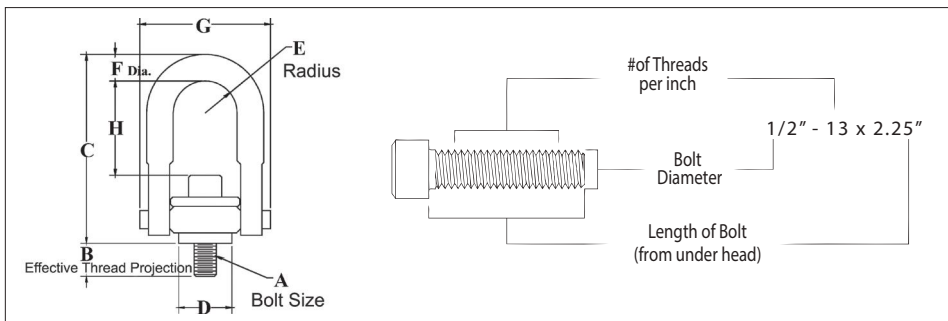 G
E
Radius
F Dia.
H
C
B
Effective Thread Projection
A
Bolt Size
D
#of Threads
per inch
1/2” - 13 x 2.25”
Bolt
Diameter
Length of Bolt
(from under head)